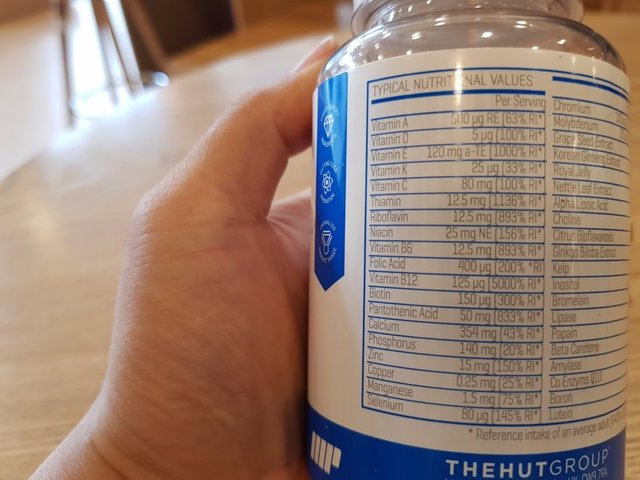 TYPICAL NUTRITIONAL VALUES
Per Serving
Vitamin A 500 µg RE [63% RI*]
Vitamin D 5 µg [100% RI*]
Vitamin E 120 mg a-TE [1000% RI*]
Vitamin K 25 µg [33% RI*]
Vitamin C 80 mg [100% RI*]
Thiamin 12.5 mg [1136% RI*]
Riboflavin 12.5 mg [893% RI*]
Niacin 25 mg NE [156% RI*]
Vitamin B6 12.5 mg [893% RI*]
Folic Acid 400 µg [200% *RI]
Vitamin B12 125 µg [5000% RI*]
Biotin 150 µg [300% RI*]
Pantothenic Acid 50 mg [833% RI*]
Calcium 354 mg [43% RI*]
Phosphorus 140 mg [20% RI*]
Zinc 15 mg [150% RI*]
Copper 0.25 mg [25% RI*]
Manganese 1.5 mg [75% RI*]
Selenium 80 µg [145% RI*]
Chromium
Molybdenum
Grape Seed Extract
Korean Ginseng Extract
Royal Jelly
Nettle Leaf Extract
Alpha Lipoic Acid
Choline
Citrus Bioflavanoids
Ginkgo Biloba Extract
Kelp
Inositol
Bromelain
Lipase
Papain
Beta Carotene
Amylase
Co Enzyme Q10
Boron
Lutein
* Reference intake of an average adult
THEHUTGROUP
CW9 7RA